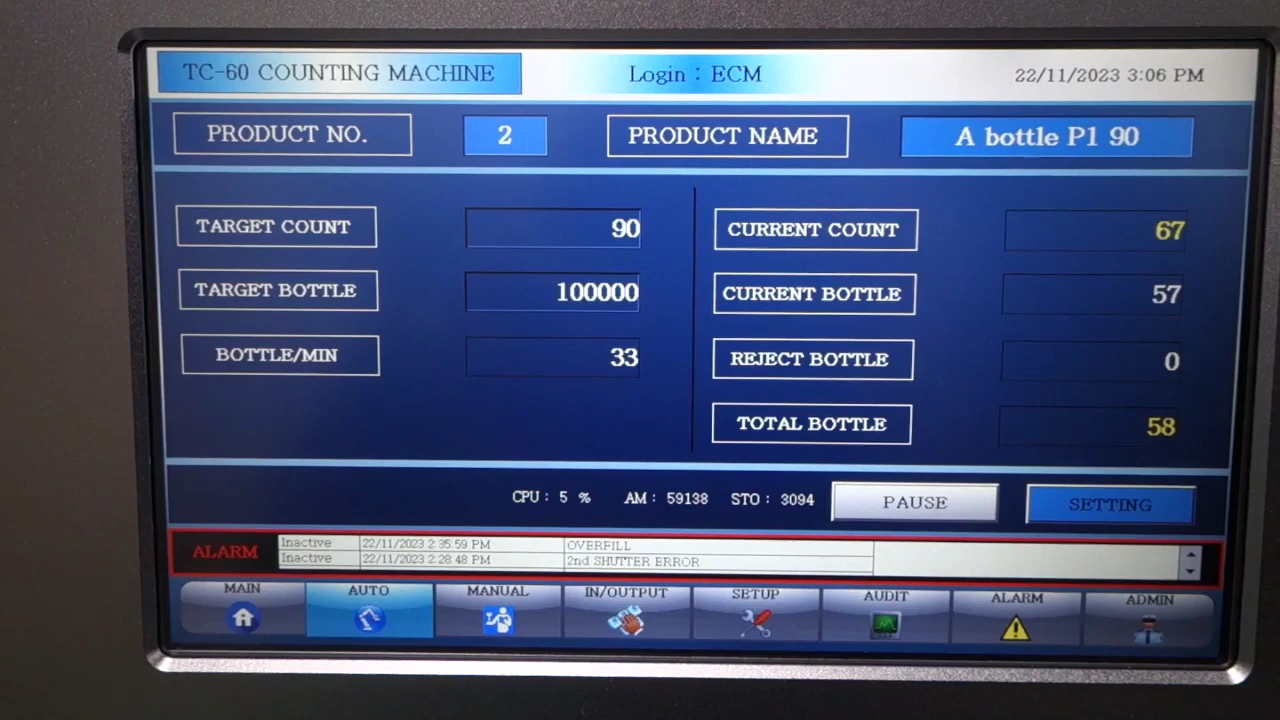 TC-60 COUNTING MACHINE
Login : ECM
22/11/2023 3:06 PM
PRODUCT NO.
2
PRODUCT NAME
A bottle P1 90
TARGET COUNT
90
CURRENT COUNT
67
TARGET BOTTLE
100000
CURRENT BOTTLE
57
BOTTLE/MIN
33
REJECT BOTTLE
0
TOTAL BOTTLE
58
CPU : 5 %
AM : 59138
STO : 3094
PAUSE
SETTING
ALARM
Inactive 22/11/2023 2:35:59 PM OVERFILL
Inactive 22/11/2023 2:28:48 PM 2nd SHUTTER ERROR
MAIN
AUTO
MANUAL
IN/OUTPUT
SETUP
AUDIT
ALARM
ADMIN